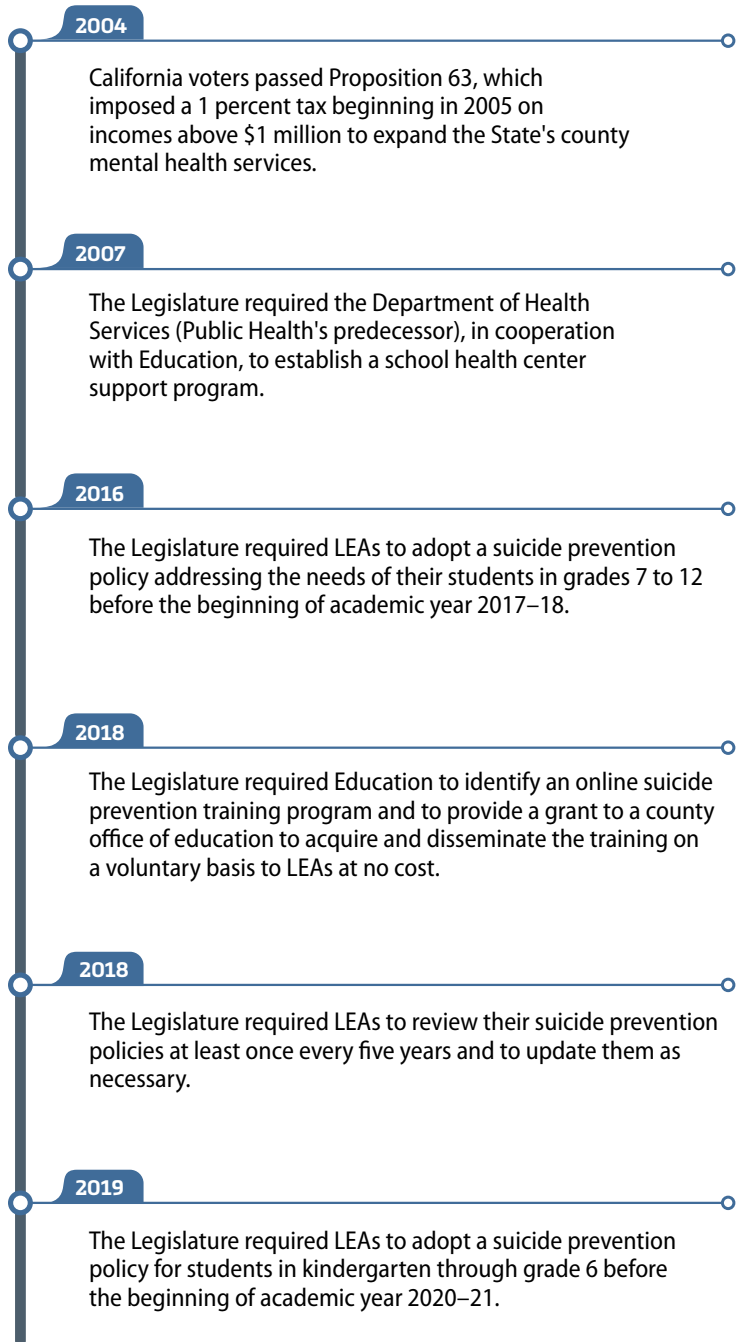 2004
California voters passed Proposition 63, which
imposed a 1 percent tax beginning in 2005 on
incomes above $1 million to expand the State's county
mental health services.
2007
The Legislature required the Department of Health
Services (Public Health's predecessor), in cooperation
with Education, to establish a school health center
support program.
2016
The Legislature required LEAs to adopt a suicide prevention
policy addressing the needs of their students in grades 7 to 12
before the beginning of academic year 2017–18.
2018
The Legislature required Education to identify an online suicide
prevention training program and to provide a grant to a county
office of education to acquire and disseminate the training on
a voluntary basis to LEAs at no cost.
2018
The Legislature required LEAs to review their suicide prevention
policies at least once every five years and to update them as
necessary.
2019
The Legislature required LEAs to adopt a suicide prevention
policy for students in kindergarten through grade 6 before
the beginning of academic year 2020–21.